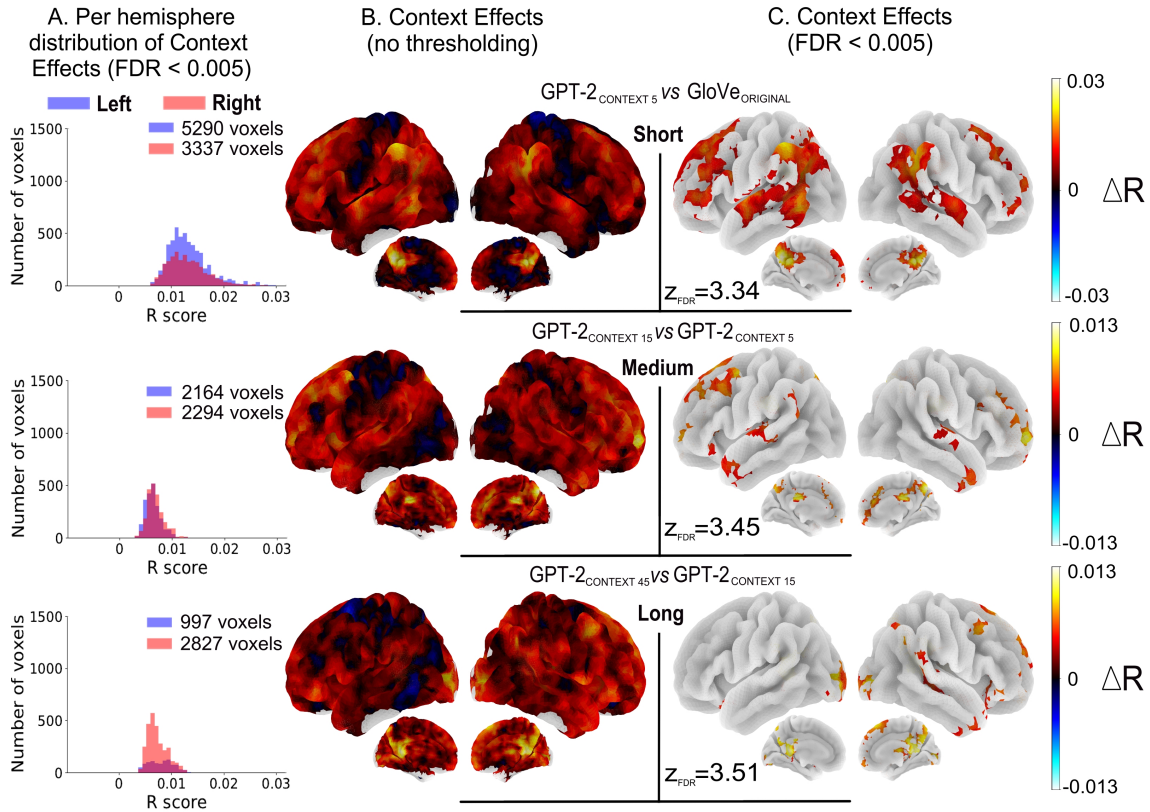 A. Per hemisphere
distribution of Context
Effects (FDR < 0.005)
B. Context Effects
(no thresholding)
C. Context Effects
(FDR < 0.005)
Left Right
GPT-2CONTEXT 5 vs GloVeORIGINAL
Short
5290 voxels
3337 voxels
Number of voxels
1500
1000
500
0
0 0.01 0.02 0.03
R score
zFDR=3.34
0.03
0
-0.03
ΔR
GPT-2CONTEXT 15 vs GPT-2CONTEXT 5
Medium
2164 voxels
2294 voxels
Number of voxels
1500
1000
500
0
0 0.01 0.02 0.03
R score
zFDR=3.45
0.013
0
-0.013
ΔR
GPT-2CONTEXT 45 vs GPT-2CONTEXT 15
Long
997 voxels
2827 voxels
Number of voxels
1500
1000
500
0
0 0.01 0.02 0.03
R score
zFDR=3.51
0.013
0
-0.013
ΔR